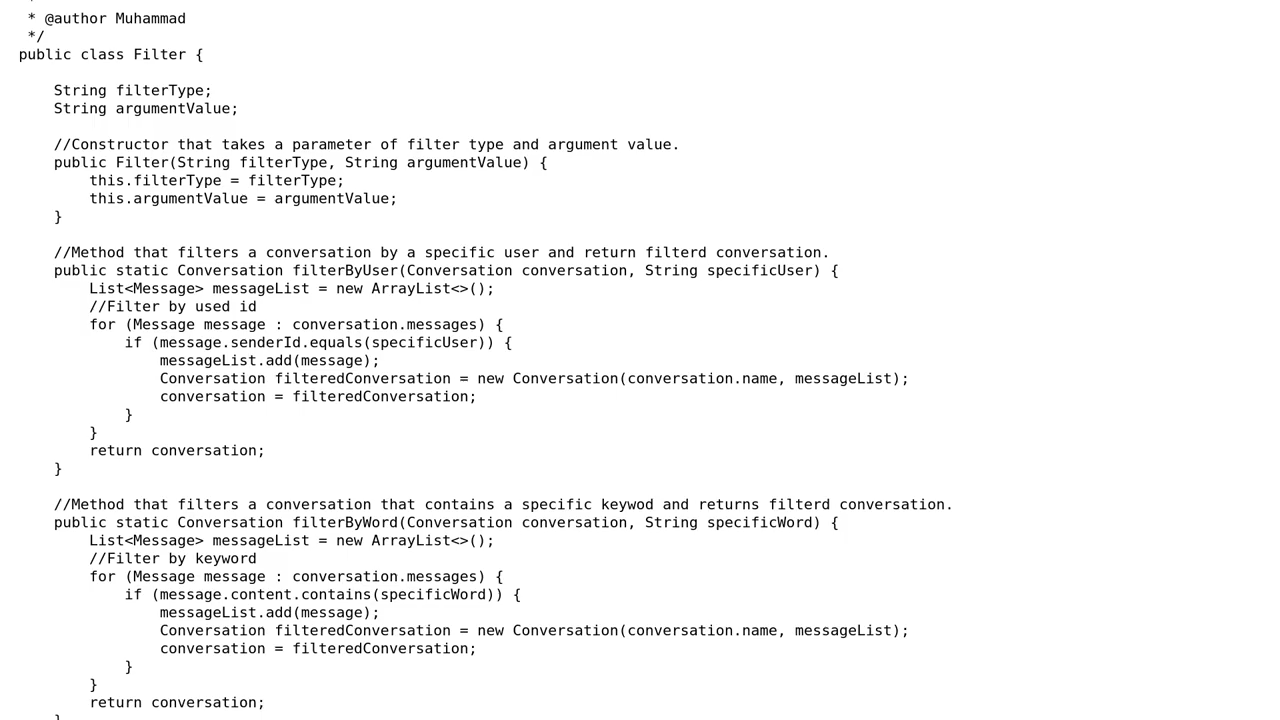 * @author Muhammad
*/
public class Filter {
String filterType;
String argumentValue;
//Constructor that takes a parameter of filter type and argument value.
public Filter(String filterType, String argumentValue) {
this.filterType = filterType;
this.argumentValue = argumentValue;
}
//Method that filters a conversation by a specific user and return filterd conversation.
public static Conversation filterByUser(Conversation conversation, String specificUser) {
List<Message> messageList = new ArrayList<>();
//Filter by used id
for (Message message : conversation.messages) {
if (message.senderId.equals(specificUser)) {
messageList.add(message);
Conversation filteredConversation = new Conversation(conversation.name, messageList);
conversation = filteredConversation;
}
}
return conversation;
}
//Method that filters a conversation that contains a specific keywod and returns filterd conversation.
public static Conversation filterByWord(Conversation conversation, String specificWord) {
List<Message> messageList = new ArrayList<>();
//Filter by keyword
for (Message message : conversation.messages) {
if (message.content.contains(specificWord)) {
messageList.add(message);
Conversation filteredConversation = new Conversation(conversation.name, messageList);
conversation = filteredConversation;
}
}
return conversation;
}